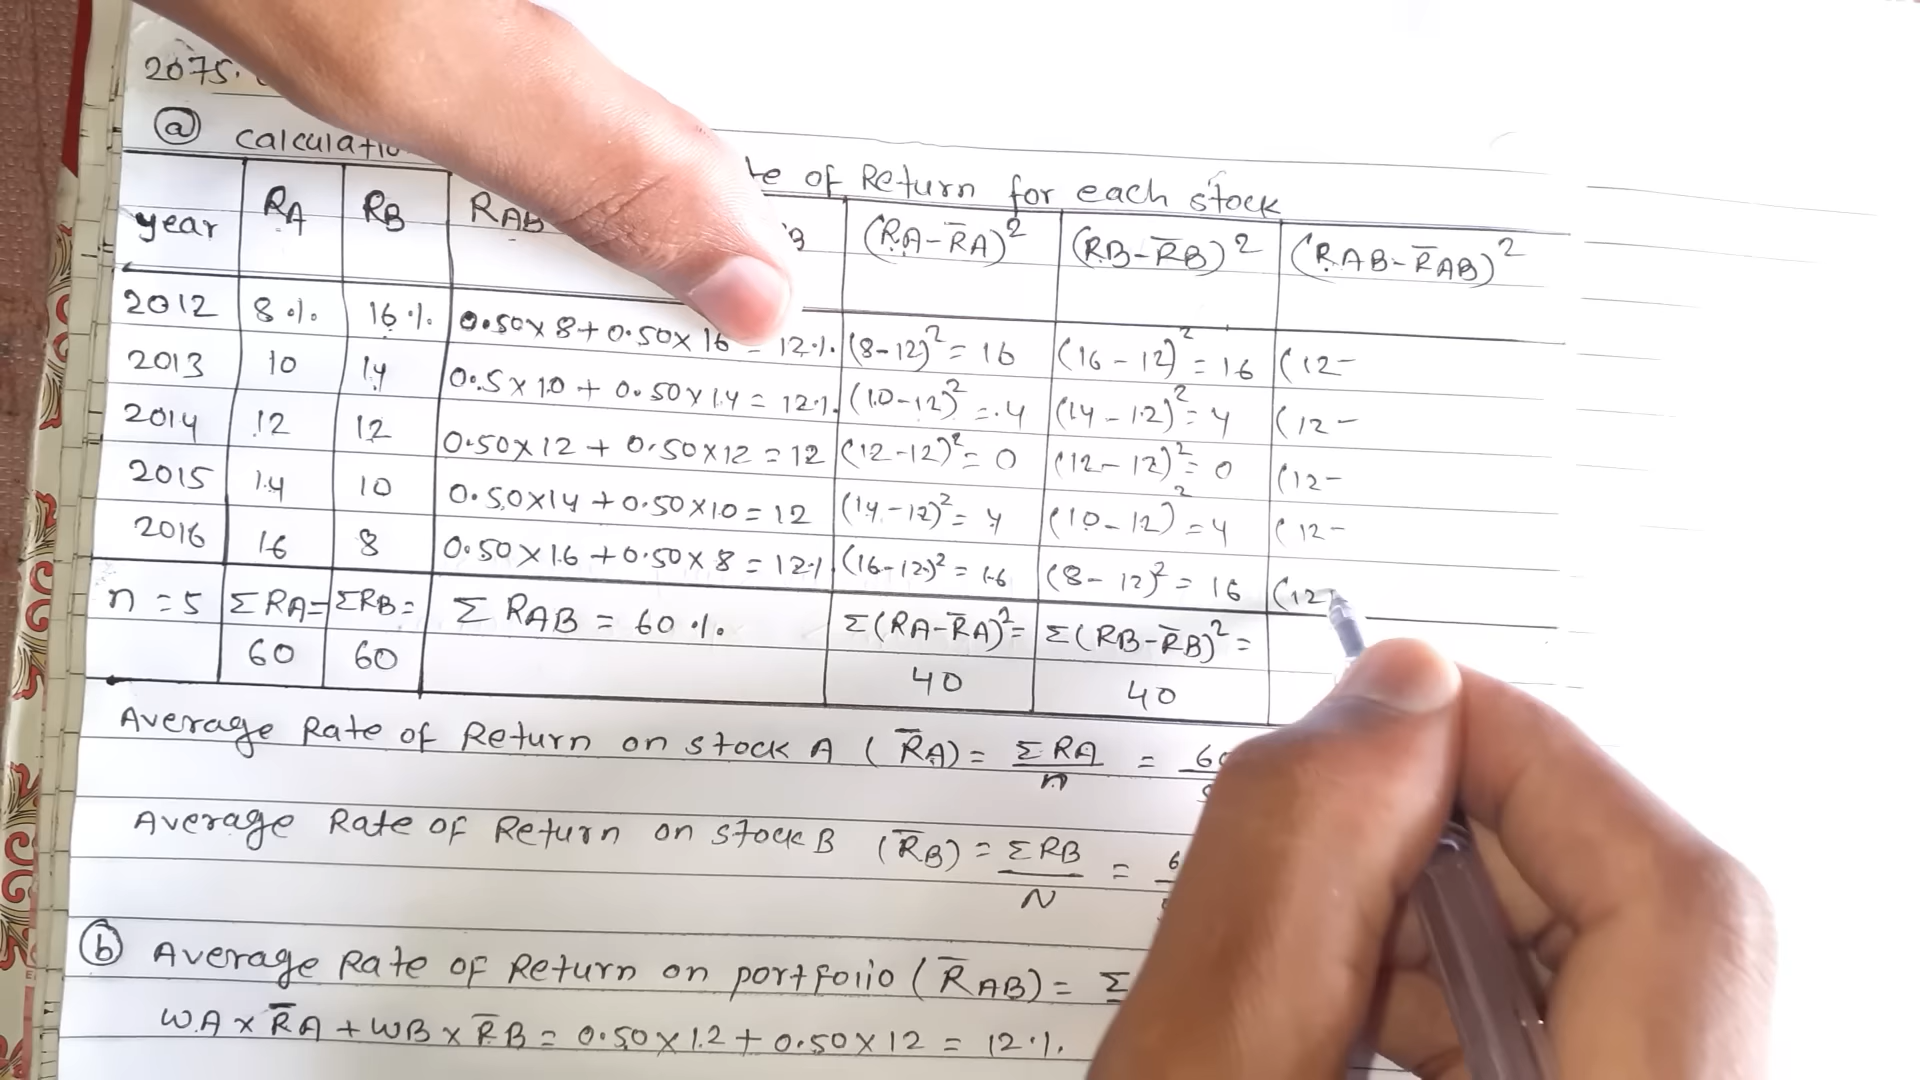 2075.
ⓐ calculatio te of Return for each stock
year RA RB RAB (RA-R̅A)² (RB-R̅B)² (RAB-R̅AB)²
2012 8% 16% 0.50x8+0.50x16 = 12% (8-12)² = 16 (16-12)² = 16 (12-
2013 10 14 0.5x10+0.50x14 = 12% (10-12)² = 4 (14-12)² = 4 (12-
2014 12 12 0.50x12+0.50x12 = 12 (12-12)² = 0 (12-12)² = 0 (12-
2015 14 10 0.50x14+0.50x10 = 12 (14-12)² = 4 (10-12)² = 4 (12-
2016 16 8 0.50x16+0.50x8 = 12% (16-12)² = 16 (8-12)² = 16 (12-
n = 5 ΣRA= ΣRB= ΣRAB = 60% Σ(RA-R̅A)²= Σ(RB-R̅B)²=
60 60 40 40
Average Rate of Return on stock A (R̅A) = ΣRA/n = 60
Average Rate of Return on stock B (R̅B) = ΣRB/N = 6
ⓑ Average Rate of Return on portfolio (R̅AB) = Σ
WA x R̅A + WB x R̅B = 0.50x12+0.50x12 = 12%.